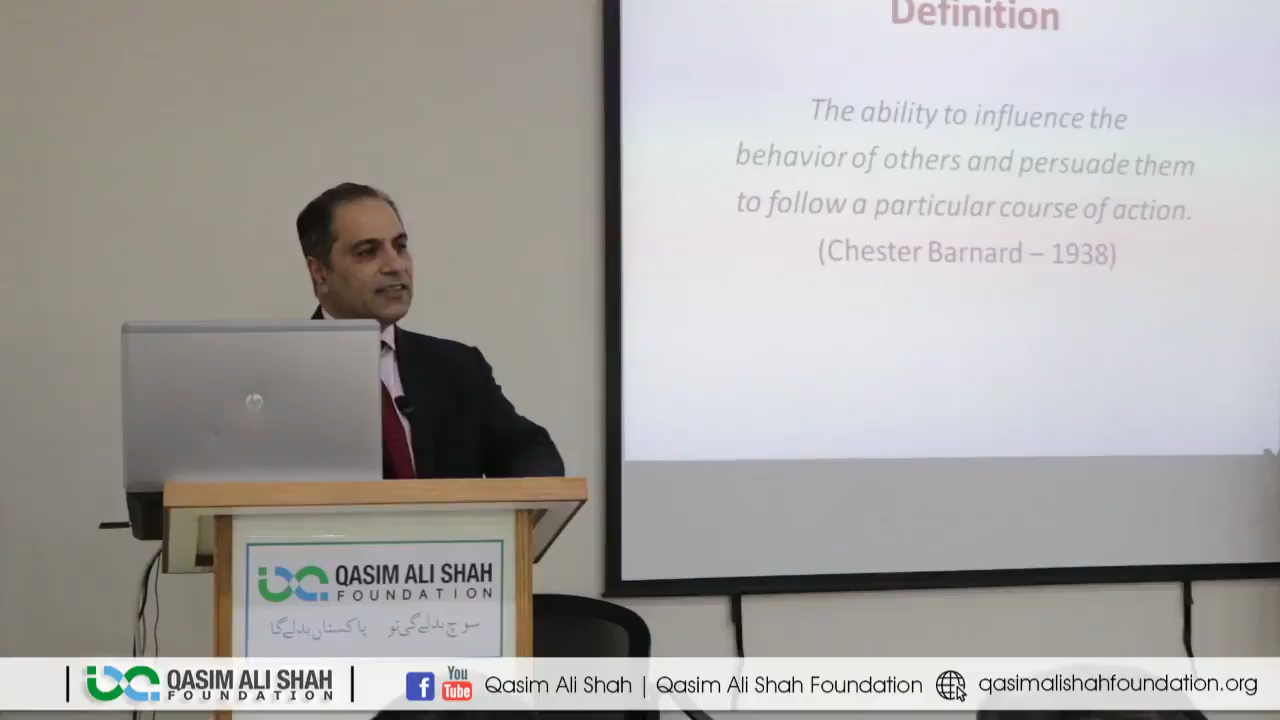 Definition
The ability to influence the
behavior of others and persuade them
to follow a particular course of action.
(Chester Barnard – 1938)
hp
QASIM ALI SHAH
FOUNDATION
سوچ بدلے گی تو پاکستان بدلے گا
QASIM ALI SHAH
FOUNDATION
You
Tube
Qasim Ali Shah | Qasim Ali Shah Foundation
qasimalishahfoundation.org